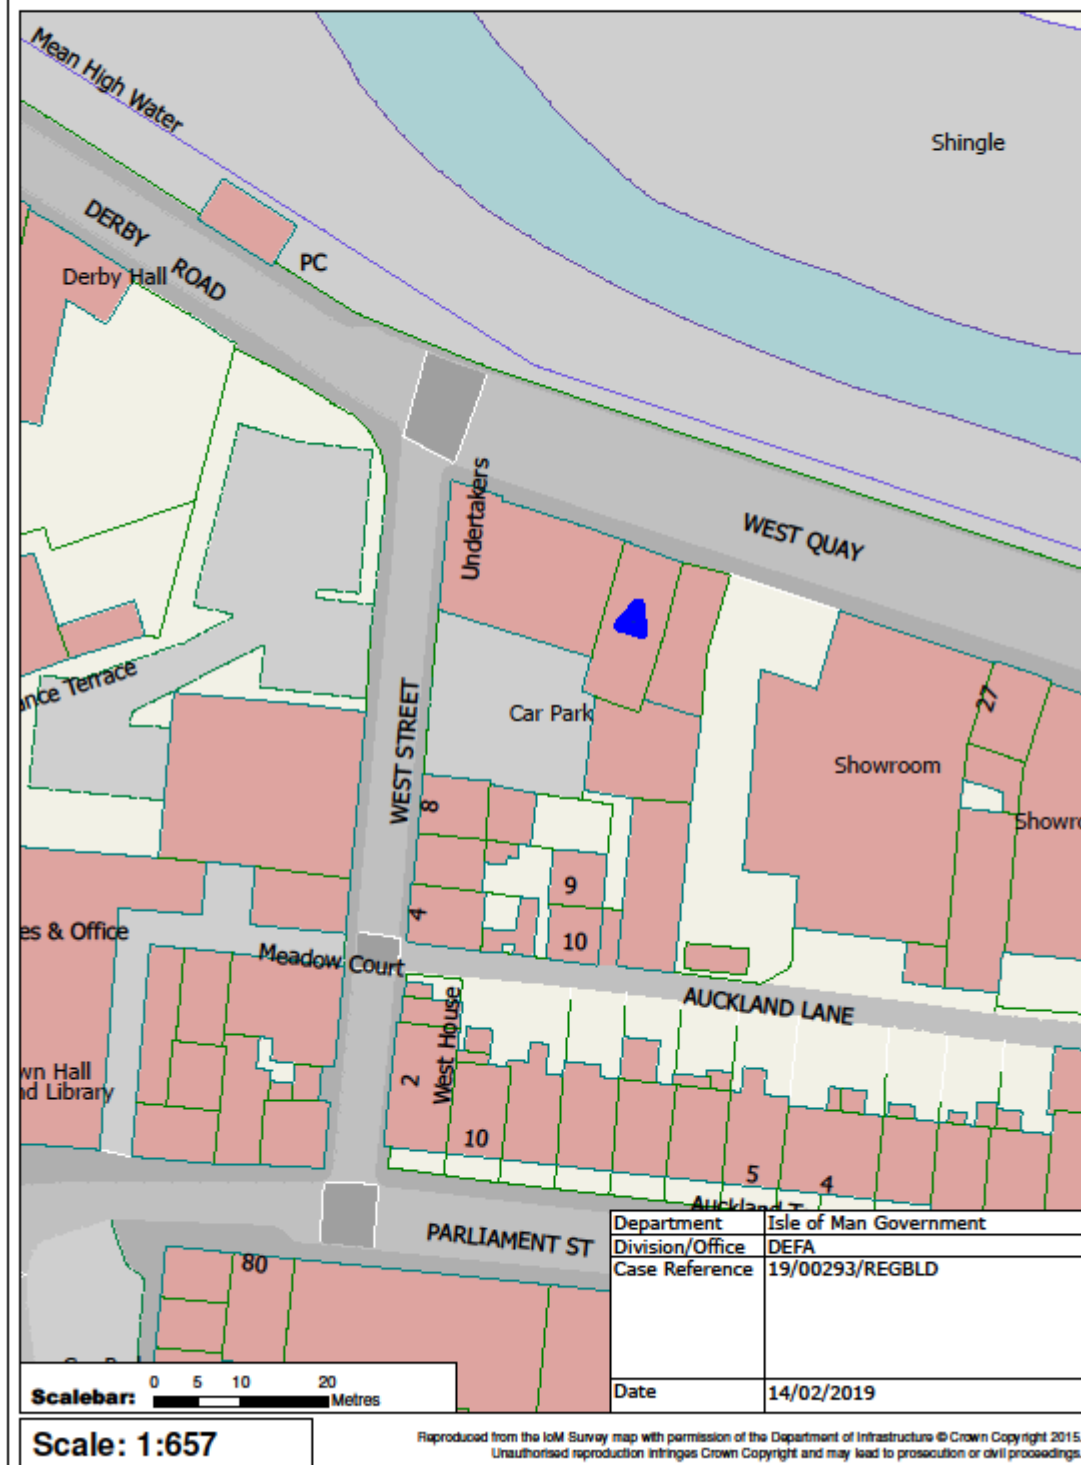 Mean High Water
Shingle
DERBY
ROAD
Derby Hall
PC
Undertakers
WEST QUAY
ance Terrace
27
Car Park
WEST STREET
Showroom
8
Showro
9
4
es & Office
10
Meadow Court
AUCKLAND LANE
West House
wn Hall
nd Library
2
10
5
4
Auckland T
PARLIAMENT ST
80
Department Isle of Man Government
Division/Office DEFA
Case Reference 19/00293/REGBLD
Date 14/02/2019
Scalebar: 0 5 10 20 Metres
Scale: 1:657
Reproduced from the IoM Survey map with permission of the Department of Infrastructure © Crown Copyright 2015.
Unauthorised reproduction infringes Crown Copyright and may lead to prosecution or civil proceedings.